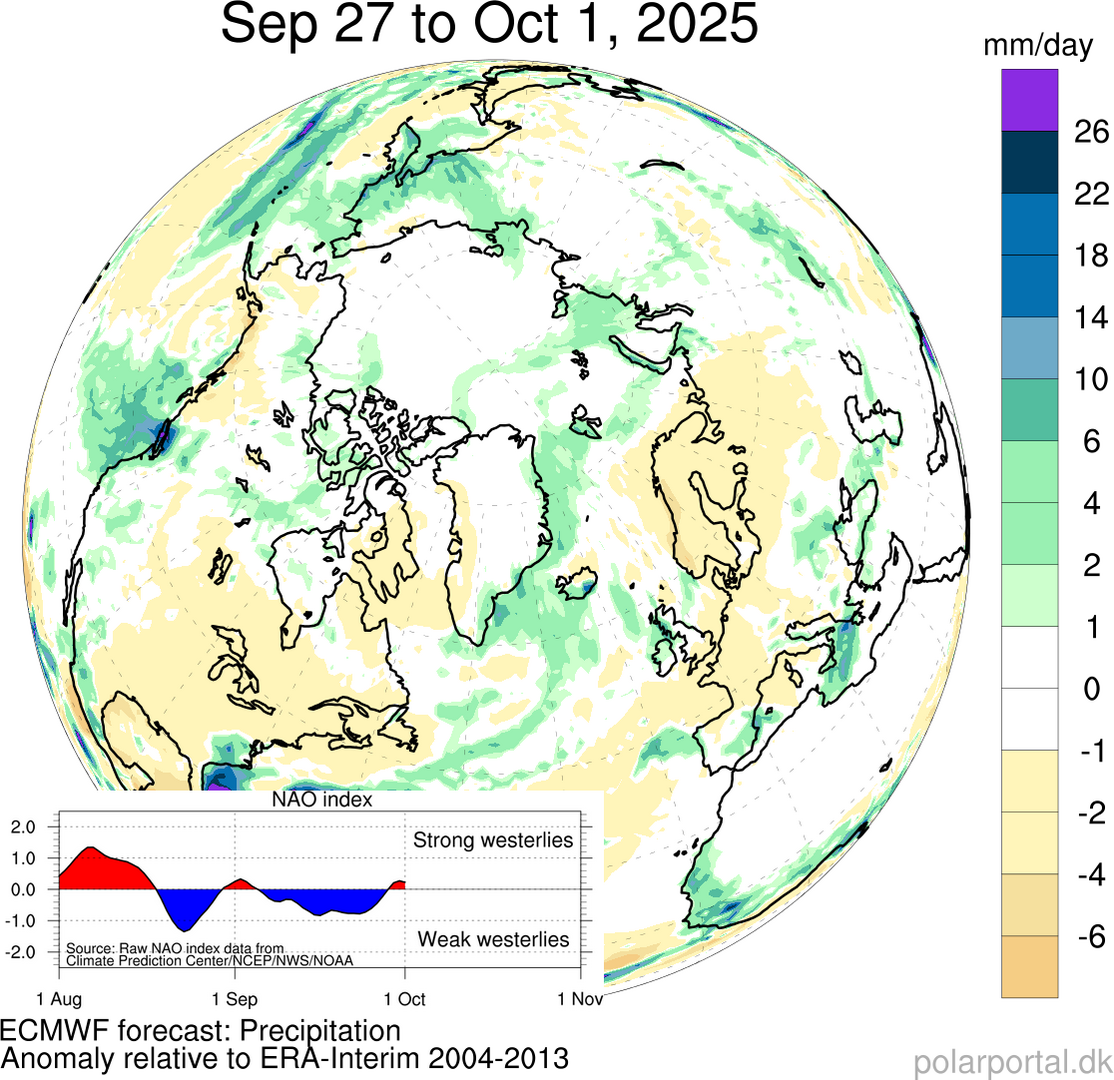 Sep 27 to Oct 1, 2025
mm/day
26
22
18
14
10
6
4
2
1
0
-1
-2
-4
-6
NAO index
2.0
1.0
0.0
-1.0
-2.0
Strong westerlies
Weak westerlies
Source: Raw NAO index data from
Climate Prediction Center/NCEP/NWS/NOAA
1 Aug
1 Sep
1 Oct
1 Nov
ECMWF forecast: Precipitation
Anomaly relative to ERA-Interim 2004-2013
polarportal.dk